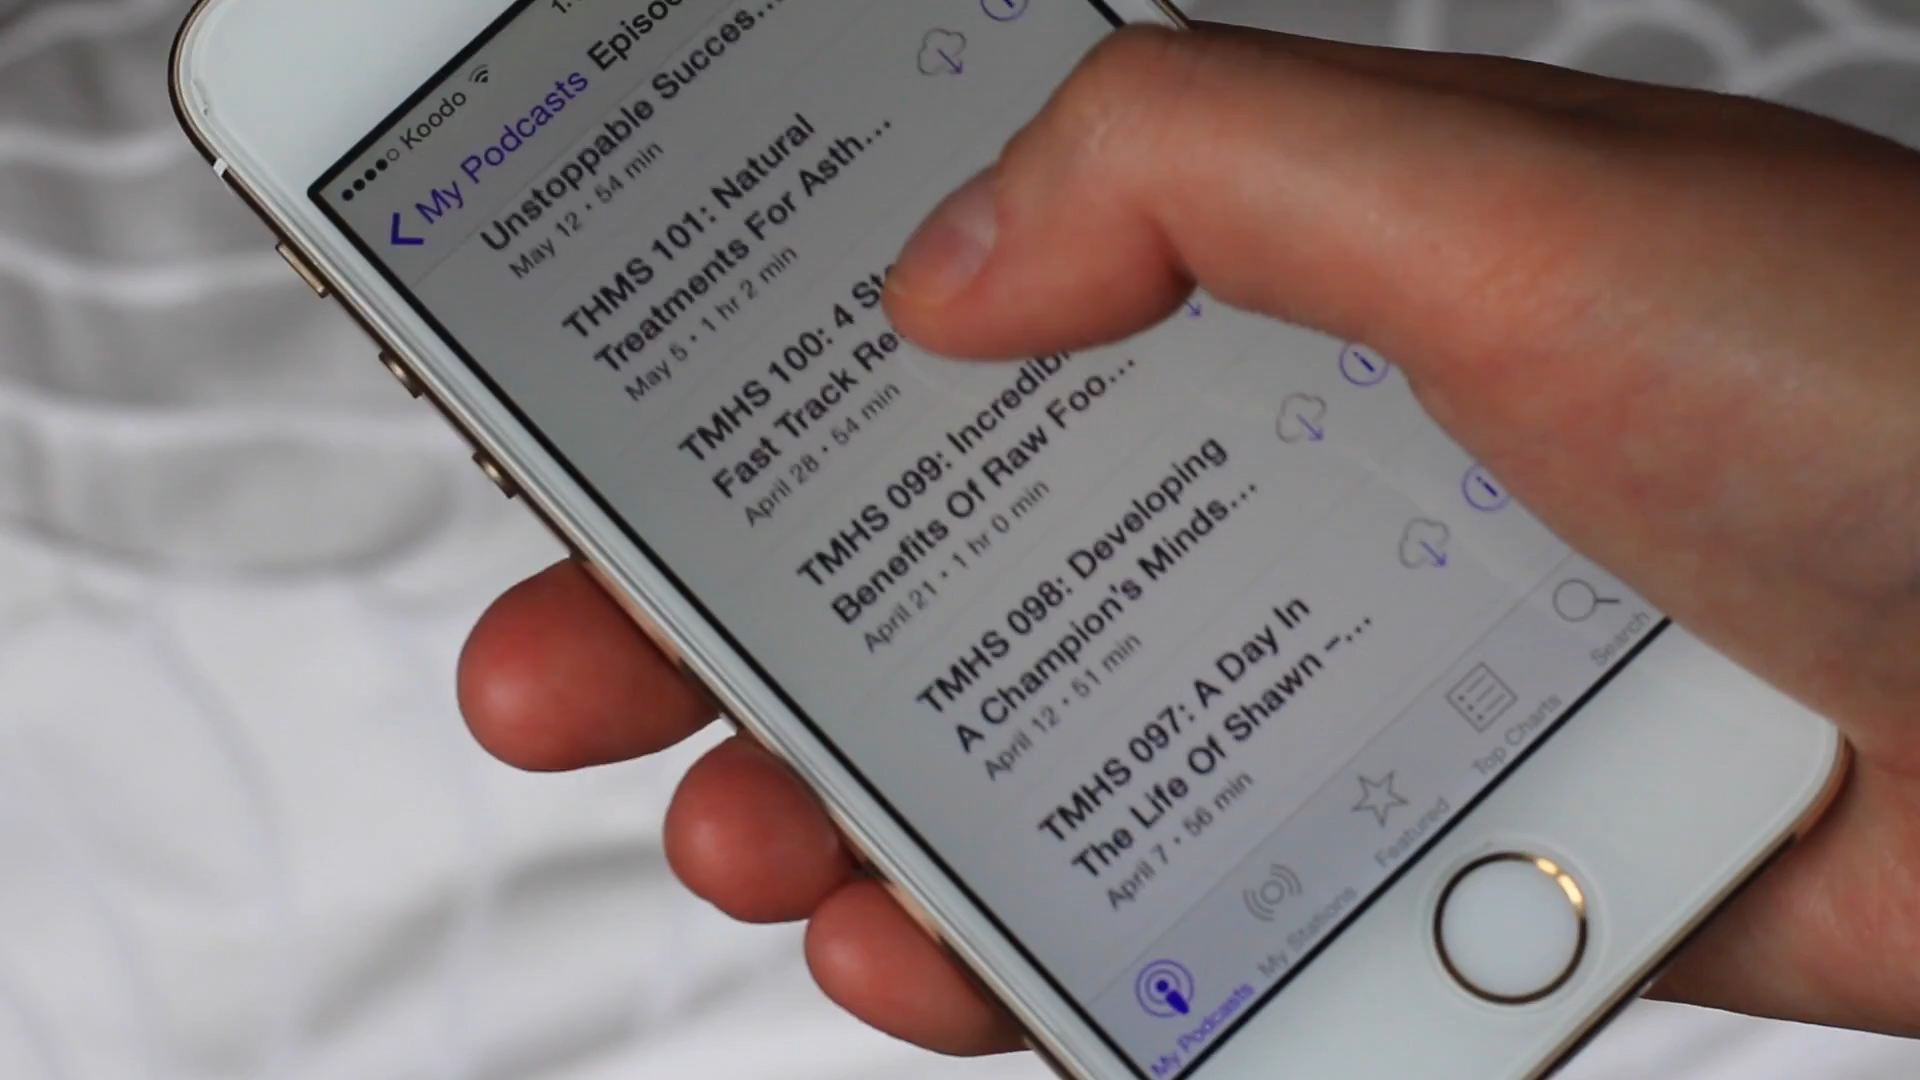 Koodo
My Podcasts Episo
Unstoppable Succes...
May 12 • 54 min
THMS 101: Natural
Treatments For Asth...
May 5 • 1 hr 2 min
TMHS 100: 4 St
Fast Track Re
April 28 • 54 min
TMHS 099: Incredib
Benefits Of Raw Foo...
April 21 • 1 hr 0 min
TMHS 098: Developing
A Champion's Minds...
April 12 • 51 min
TMHS 097: A Day In
The Life Of Shawn –...
April 7 • 56 min
My Podcasts
My Stations
Featured
Top Charts
Search